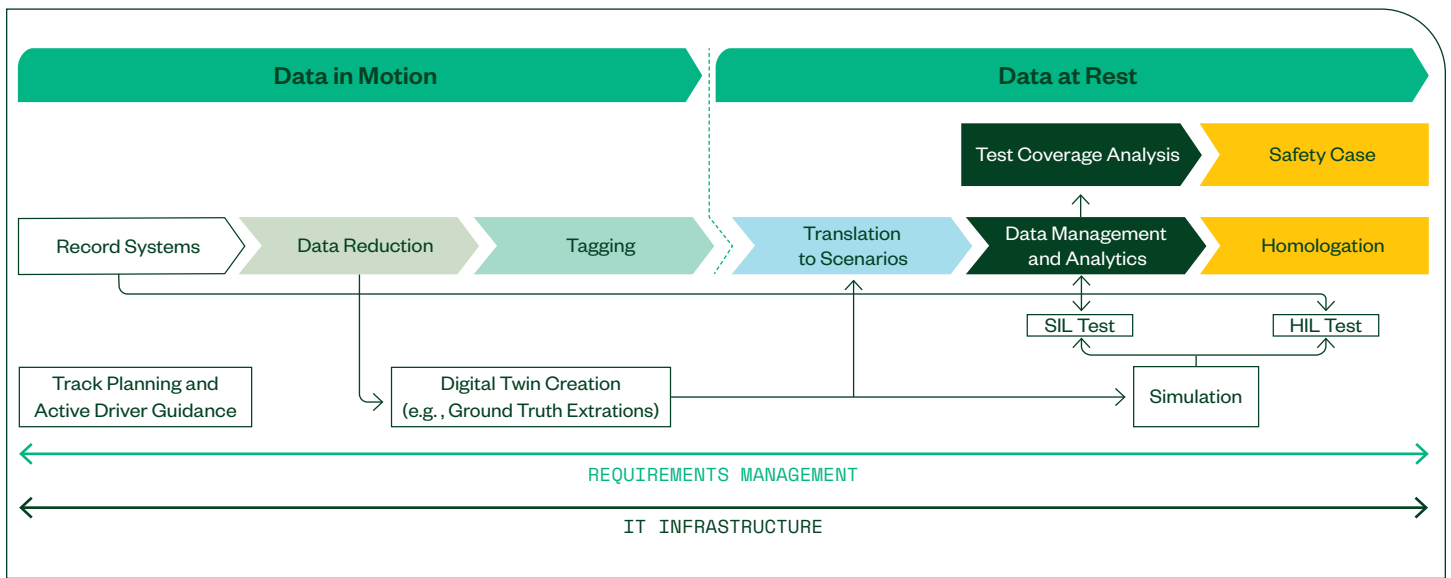 Data in Motion
Data at Rest
Test Coverage Analysis
Safety Case
Record Systems
Data Reduction
Tagging
Translation
to Scenarios
Data Management
and Analytics
Homologation
SIL Test
HIL Test
Track Planning and
Active Driver Guidance
Digital Twin Creation
(e.g., Ground Truth Extrations)
Simulation
REQUIREMENTS MANAGEMENT
IT INFRASTRUCTURE